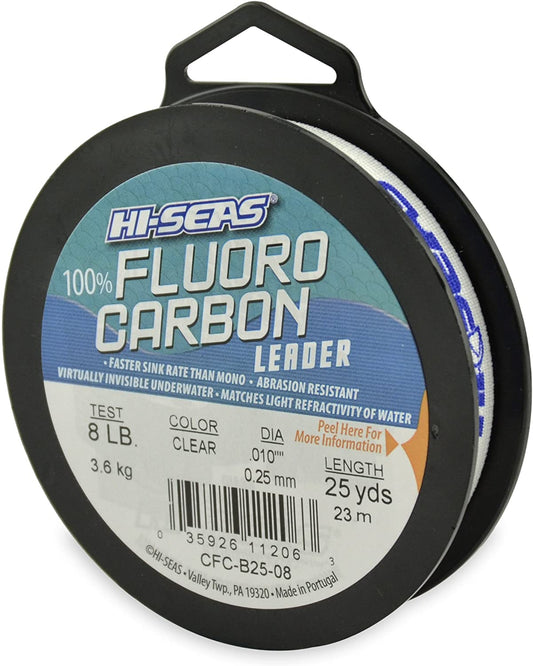 HI-SEAS®
100% FLUORO
CARBON
LEADER
• FASTER SINK RATE THAN MONO • ABRASION RESISTANT
VIRTUALLY INVISIBLE UNDERWATER • MATCHES LIGHT REFRACTIVITY OF WATER
Peel Here For
More Information
TEST COLOR DIA LENGTH
8 LB. CLEAR .010"" 25 yds
3.6 kg 0.25 mm 23 m
0 35926 11206 3
CFC-B25-08
©HI-SEAS • Valley Twp., PA 19320 • Made in Portugal